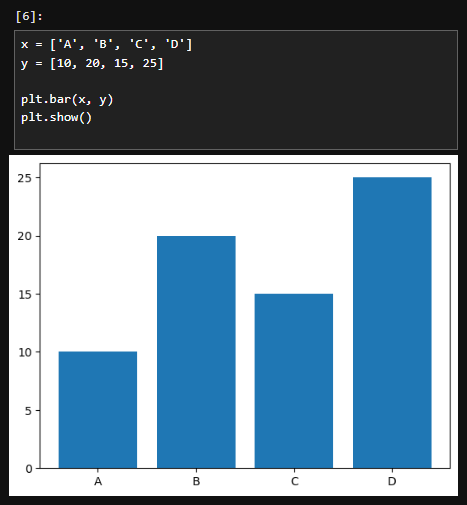 [6]:
x = ['A', 'B', 'C', 'D']
y = [10, 20, 15, 25]
plt.bar(x, y)
plt.show()
25
20
15
10
5
0
A B C D